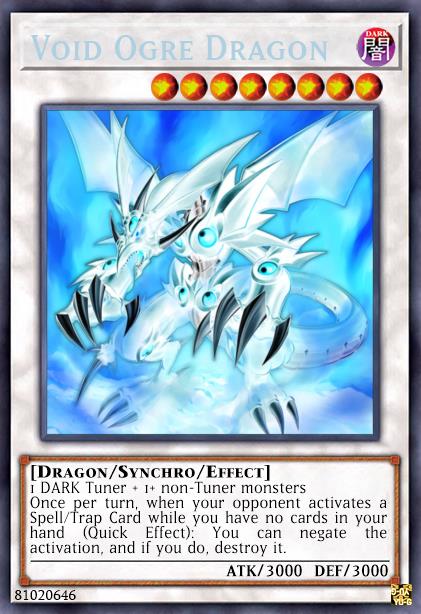 Void Ogre Dragon
DARK
闇
[Dragon/Synchro/Effect]
1 DARK Tuner + 1+ non-Tuner monsters
Once per turn, when your opponent activates a
Spell/Trap Card while you have no cards in your
hand (Quick Effect): You can negate the
activation, and if you do, destroy it.
ATK/3000 DEF/3000
81020646